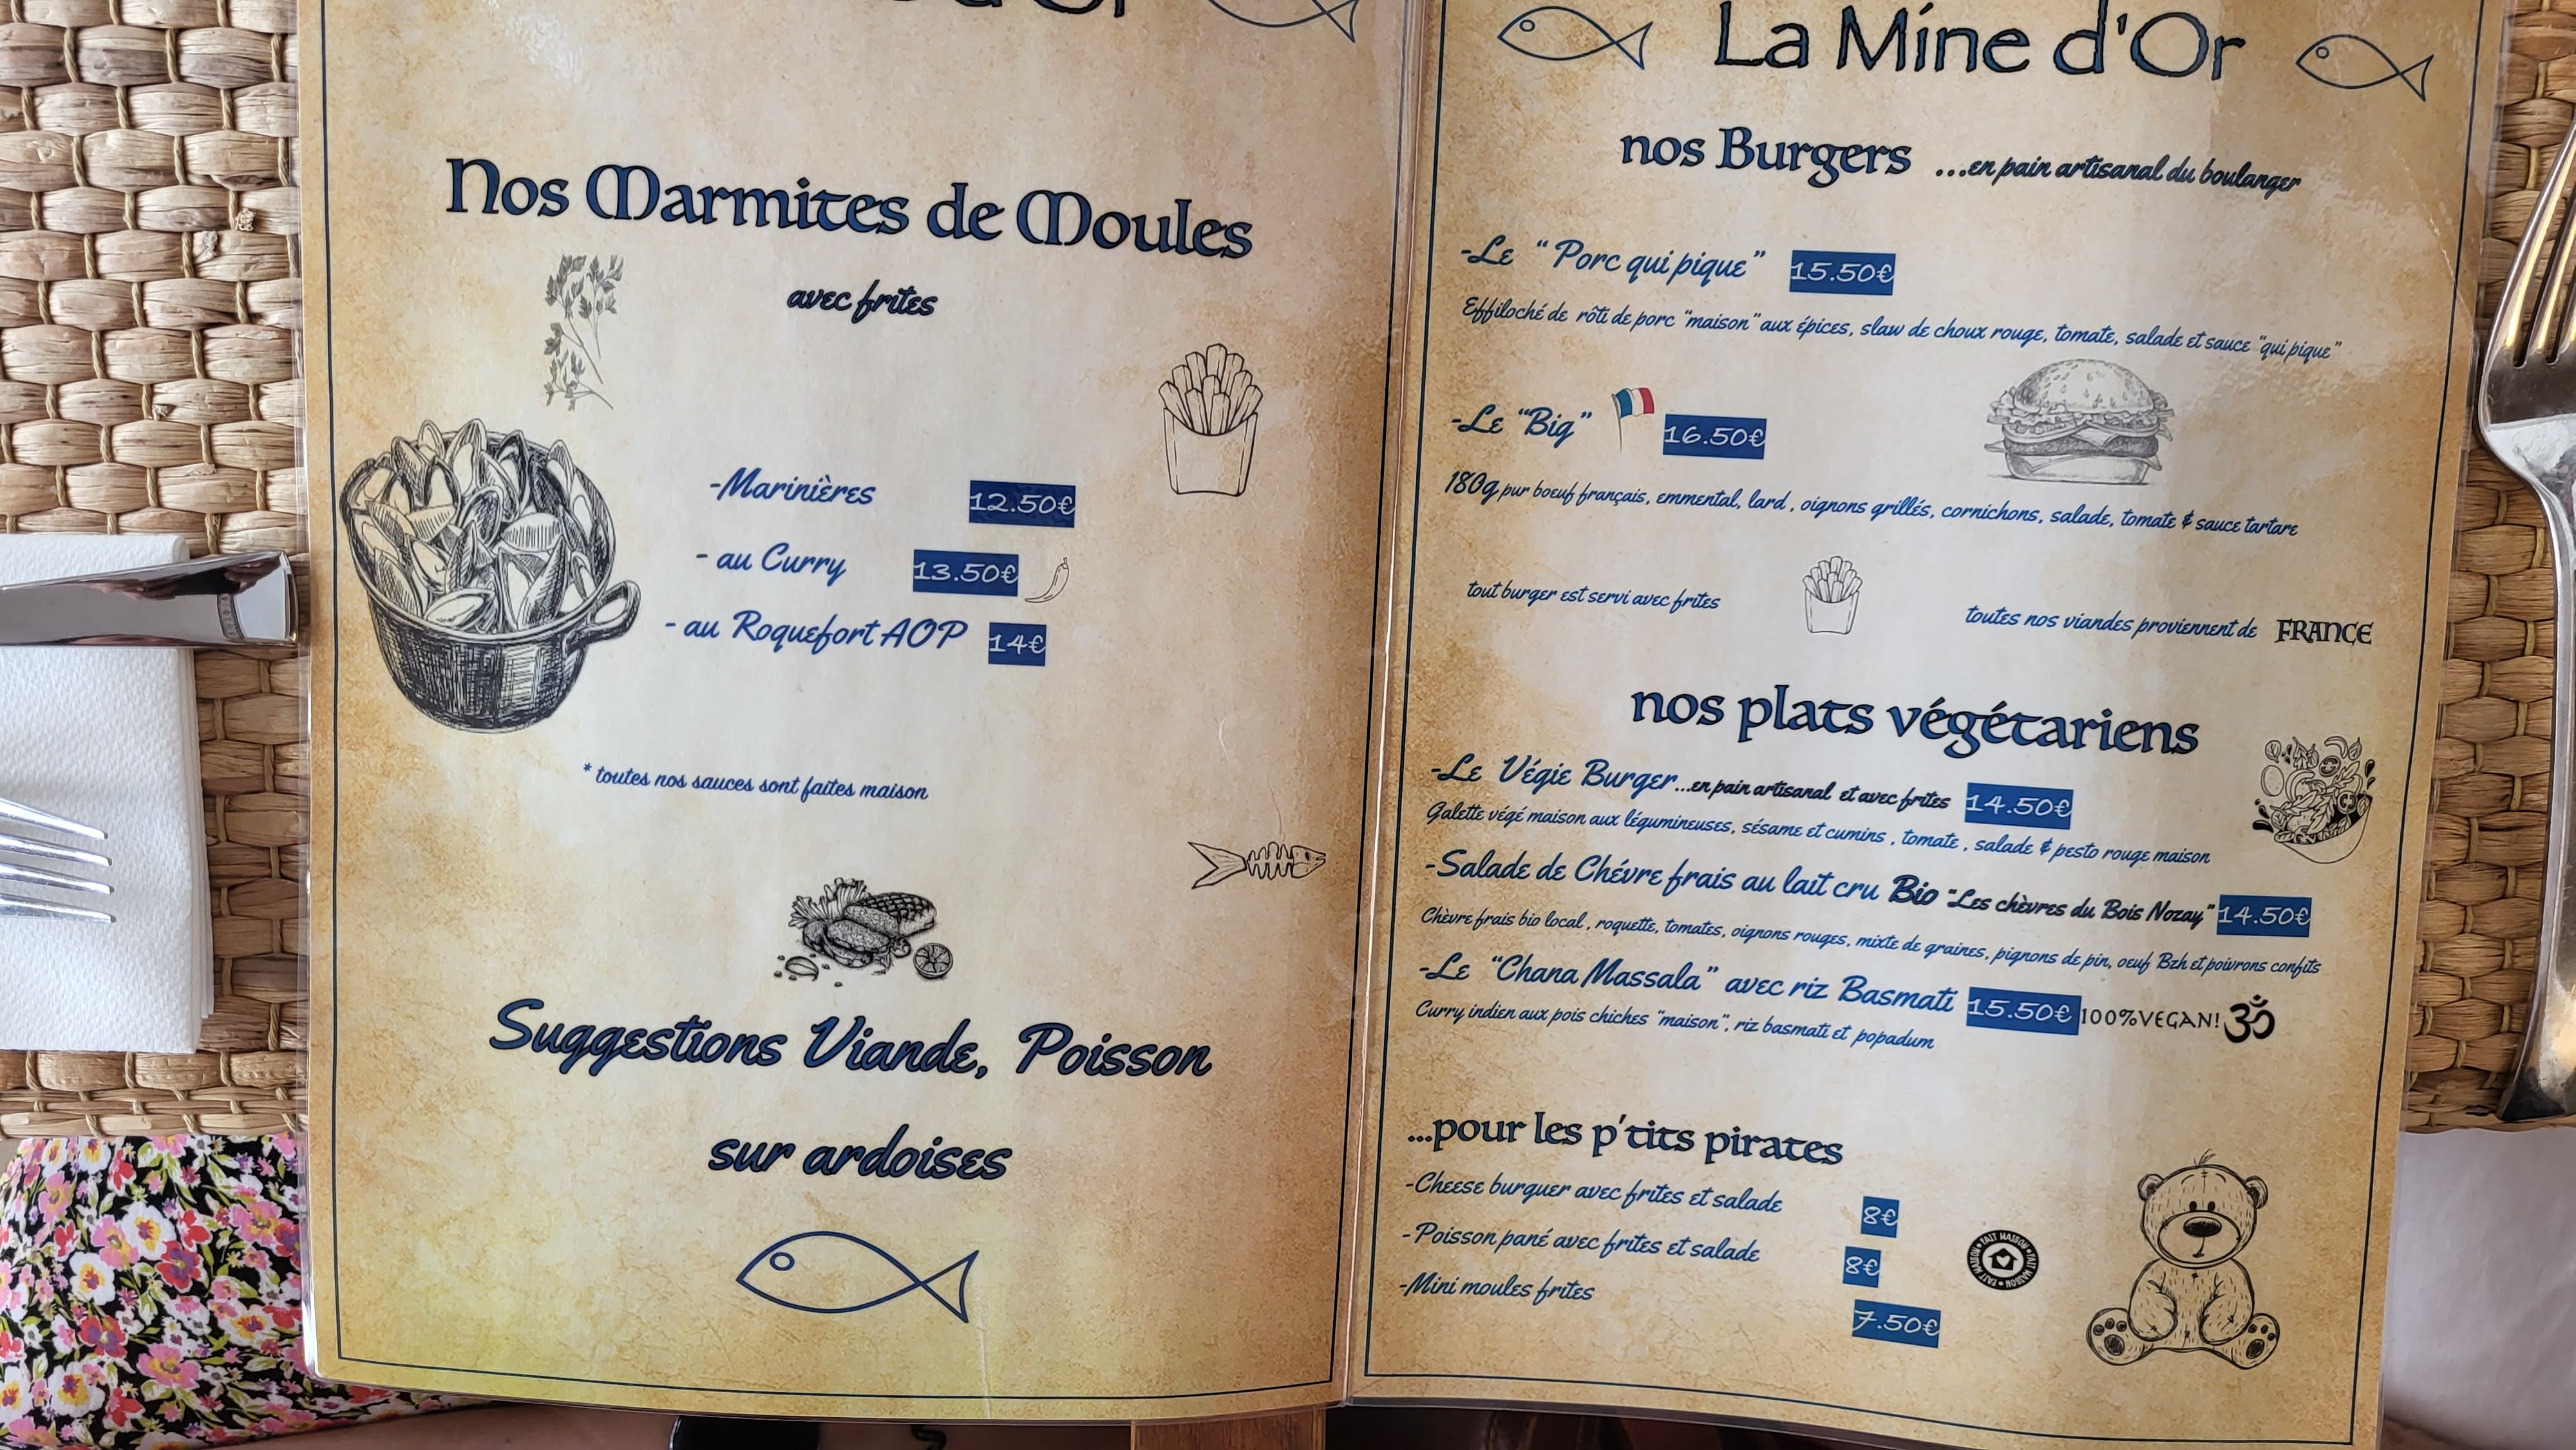 d'Or
Nos Marmites de Moules
avec frites
-Marinières 12.50€
- au Curry 13.50€
- au Roquefort AOP 14€
* toutes nos sauces sont faites maison
Suggestions Viande, Poisson
sur ardoises
La Mine d'Or
nos Burgers ...en pain artisanal du boulanger
-Le “Porc qui pique” 15.50€
Effiloché de rôti de porc “maison” aux épices, slaw de choux rouge, tomate, salade et sauce “qui pique”
-Le “Big” 16.50€
180g pur boeuf français, emmental, lard , oignons grillés, cornichons, salade, tomate & sauce tartare
tout burger est servi avec frites
toutes nos viandes proviennent de FRANCE
nos plats végétariens
-Le Végie Burger...en pain artisanal et avec frites 14.50€
Galette végé maison aux légumineuses, sésame et cumins , tomate , salade & pesto rouge maison
-Salade de Chévre frais au lait cru Bio “Les chèvres du Bois Nozay” 14.50€
Chèvre frais bio local , roquette, tomates, oignons rouges, mixte de graines, pignons de pin, oeuf Bzh et poivrons confits
-Le “Chana Massala” avec riz Basmati 15.50€ 100%VEGAN! ॐ
Curry indien aux pois chiches “maison”, riz basmati et popadum
...pour les p'tits pirates
-Cheese burguer avec frites et salade 8€
-Poisson pané avec frites et salade 8€
-Mini moules frites 7.50€
FAIT MAISON • FAIT MAISON • FAIT MAISON •